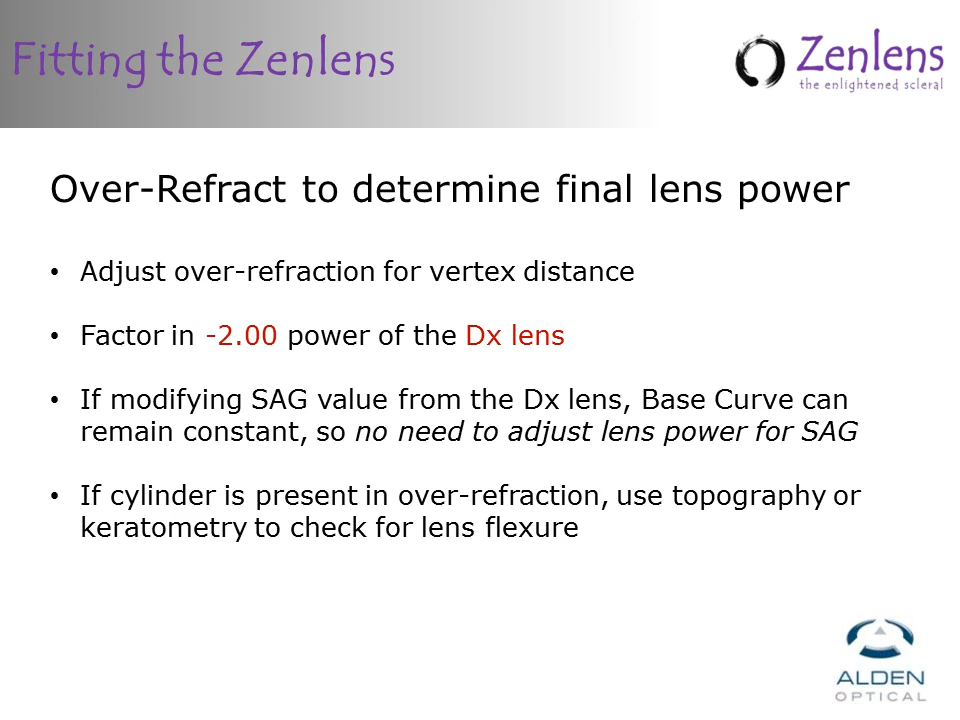 Fitting the Zenlens
Zenlens
the enlightened scleral
Over-Refract to determine final lens power
• Adjust over-refraction for vertex distance
• Factor in -2.00 power of the Dx lens
• If modifying SAG value from the Dx lens, Base Curve can
remain constant, so no need to adjust lens power for SAG
• If cylinder is present in over-refraction, use topography or
keratometry to check for lens flexure
ALDEN
OPTICAL